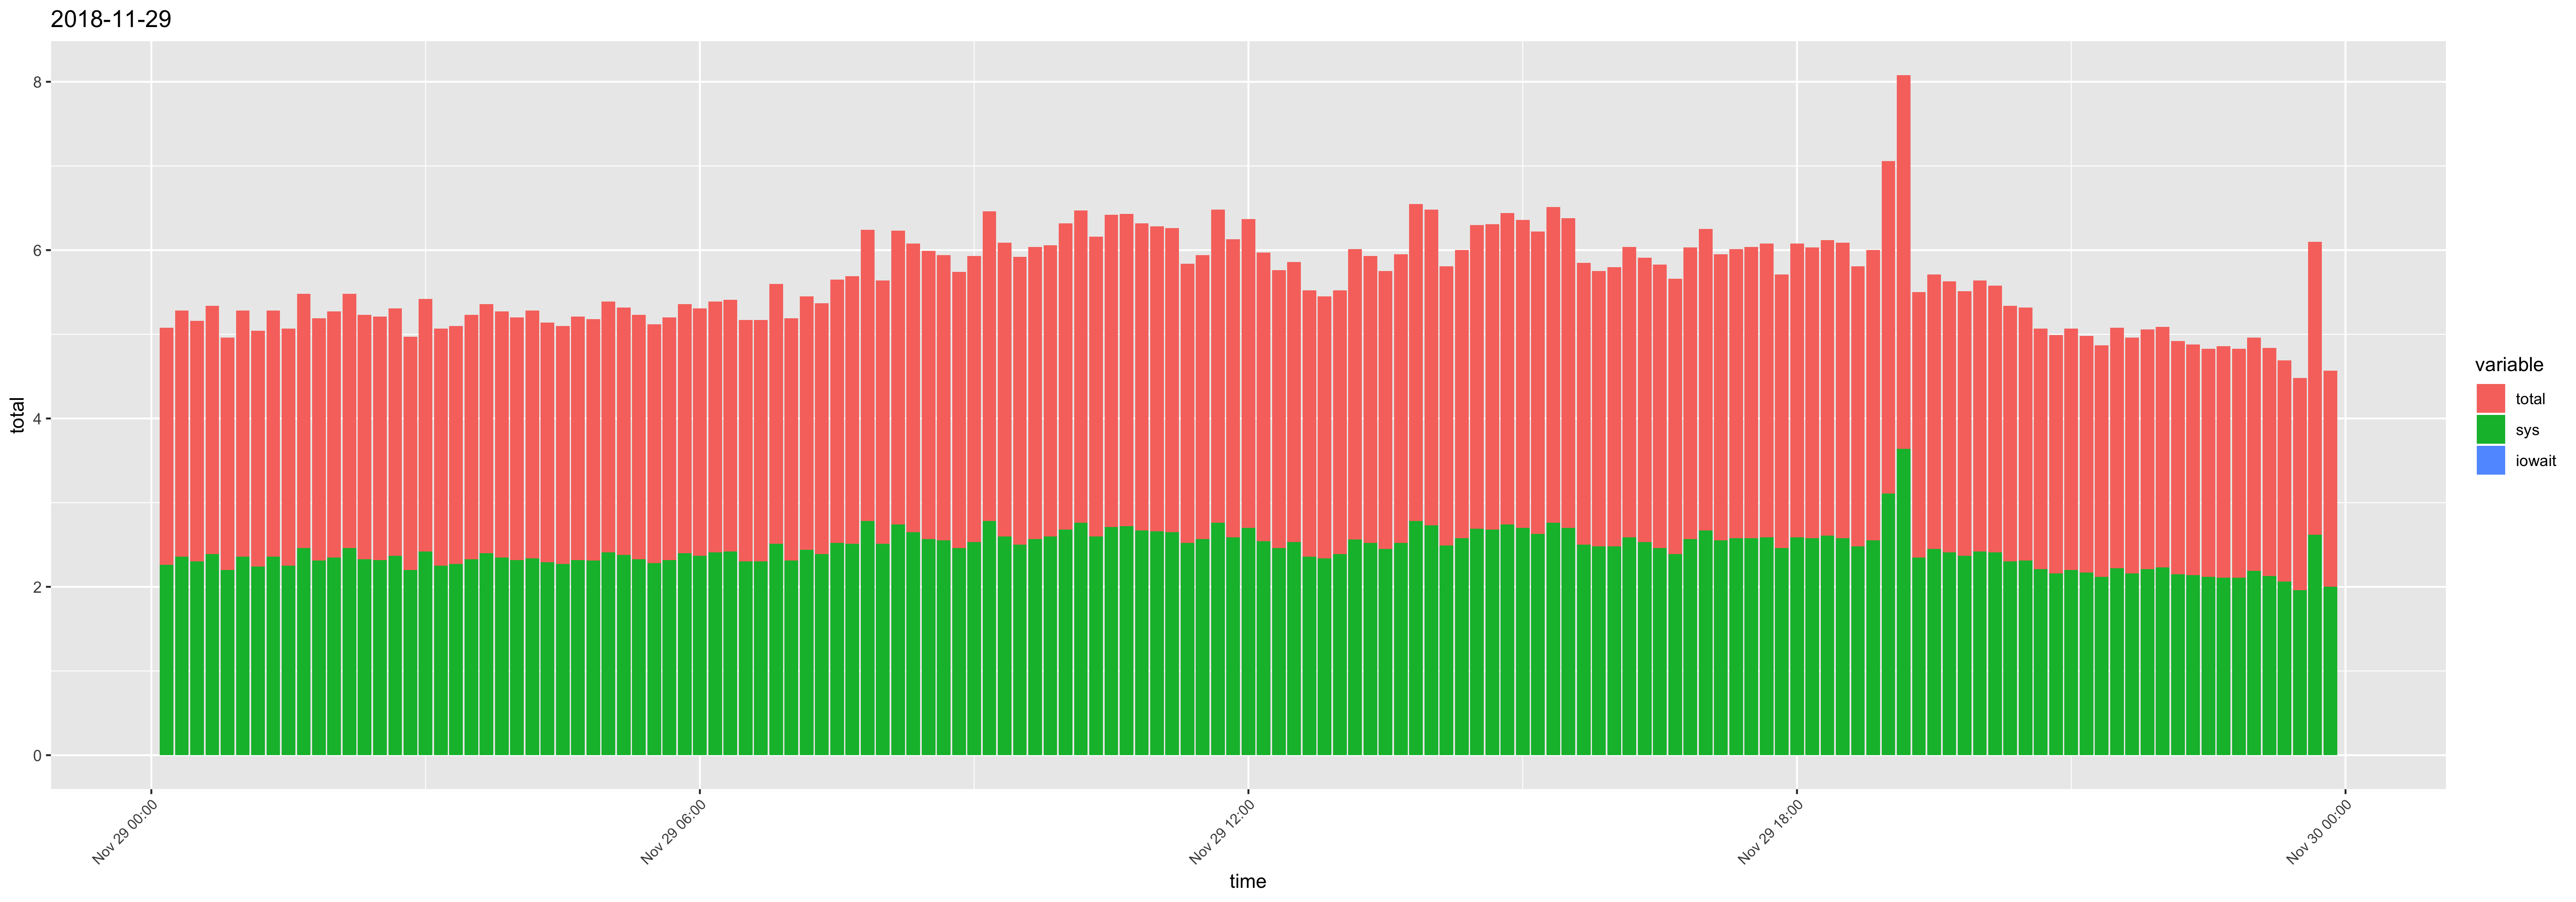 2018-11-29
total
8
6
4
2
0
Nov 29 00:00
Nov 29 06:00
Nov 29 12:00
Nov 29 18:00
Nov 30 00:00
time
variable
total
sys
iowait